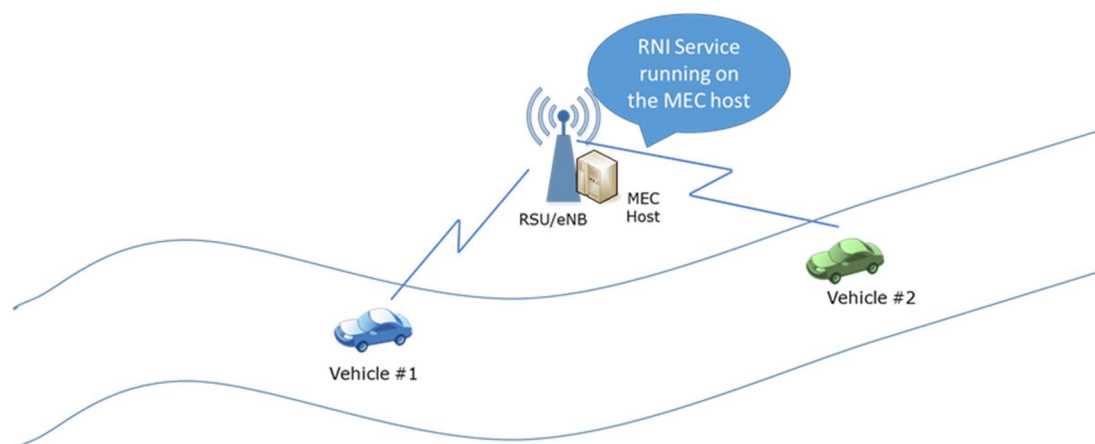 RNI Service
running on
the MEC host
RSU/eNB
MEC
Host
Vehicle #2
Vehicle #1